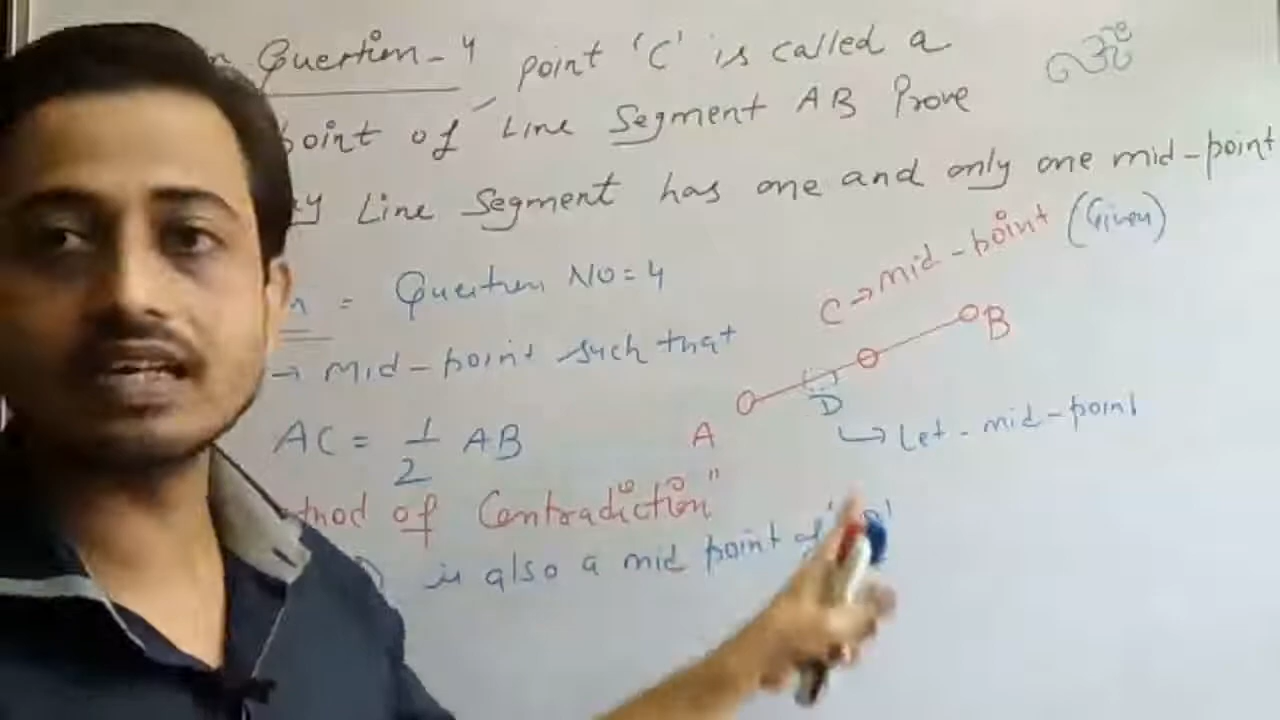 Question-4 point 'C' is called a
point of Line Segment AB Prove
Line Segment has one and only one mid-point
ॐ
= Question No=4
C → mid-point (Given)
→ mid-point such that
B
D
A
AC = 1/2 AB
↳ Let - mid-point
of Contradiction"
is also a mid point of